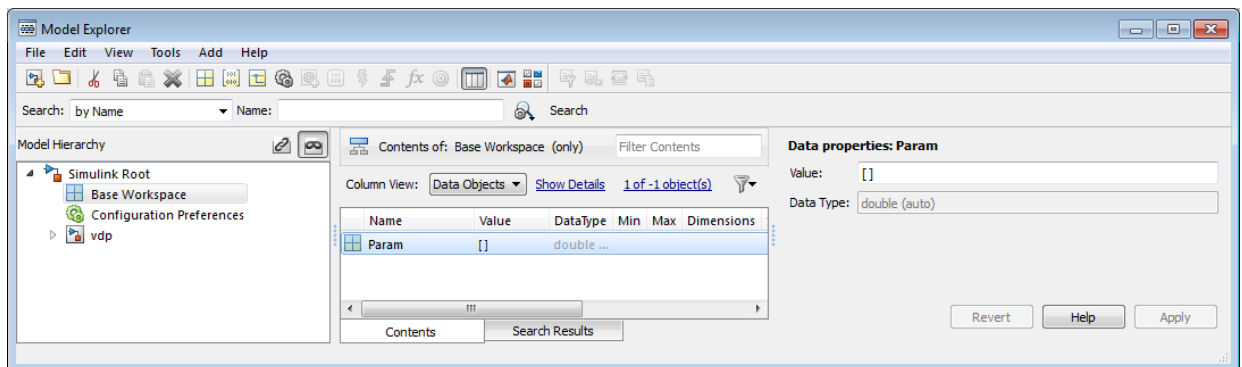 Model Explorer
File Edit View Tools Add Help
fx
Search: by Name Name: Search
Model Hierarchy
Simulink Root
Base Workspace
Configuration Preferences
vdp
Contents of: Base Workspace (only) Filter Contents
Column View: Data Objects Show Details 1 of -1 object(s)
Name Value DataType Min Max Dimensions
Param [] double ...
Contents Search Results
Data properties: Param
Value: []
Data Type: double (auto)
Revert Help Apply